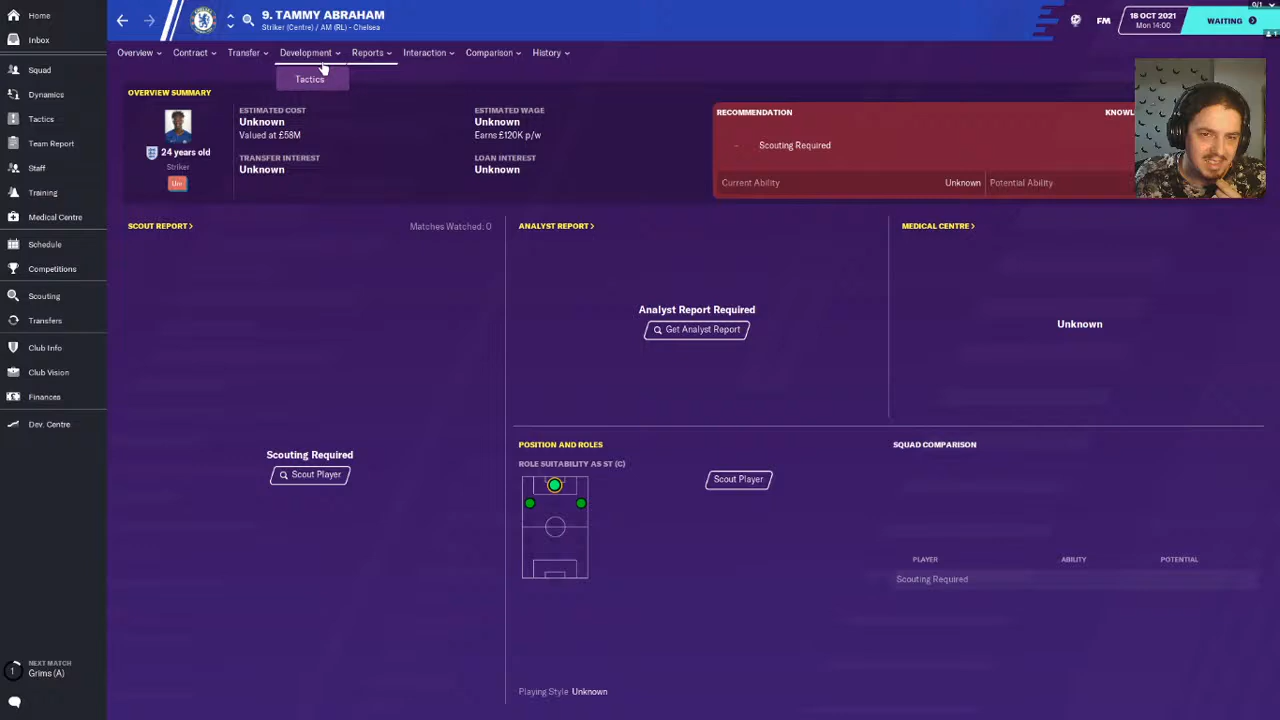 0/1
9. TAMMY ABRAHAM
Striker (Centre) / AM (RL) - Chelsea
FM
18 OCT 2021
Mon 14:00
WAITING
1
Home
Inbox
Squad
Dynamics
Tactics
Team Report
Training
Medical Centre
Schedule
Competitions
Scouting
Transfers
Club Info
Club Vision
Finances
Dev. Centre
1 NEXT MATCH
Grims (A)
Overview Contract Transfer Development Reports Interaction Comparison History
Tactics
OVERVIEW SUMMARY
24 years old
Striker
Unr
ESTIMATED COST
Unknown
Valued at £58M
TRANSFER INTEREST
Unknown
ESTIMATED WAGE
Unknown
Earns £120K p/w
LOAN INTEREST
Unknown
RECOMMENDATION KNOWL
- Scouting Required
Current Ability Unknown Potential Ability
SCOUT REPORT Matches Watched: 0
Scouting Required
Scout Player
ANALYST REPORT
Analyst Report Required
Get Analyst Report
MEDICAL CENTRE
Unknown
POSITION AND ROLES
ROLE SUITABILITY AS ST (C)
Scout Player
Playing Style Unknown
SQUAD COMPARISON
PLAYER ABILITY POTENTIAL
Scouting Required